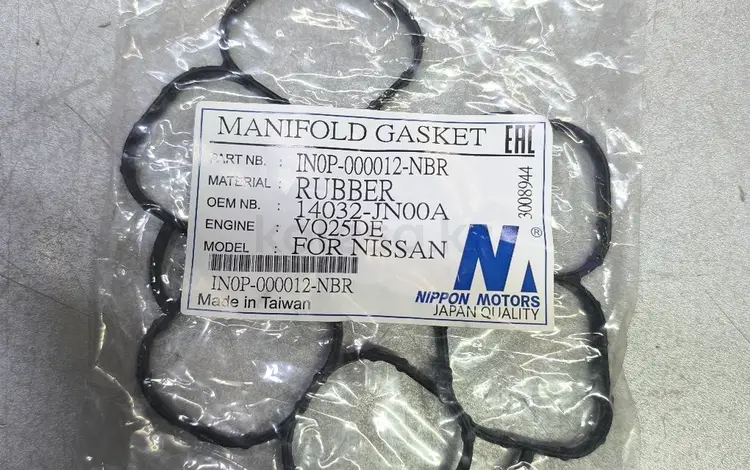 MANIFOLD GASKET EAC
PART NB. : IN0P-000012-NBR
MATERIAL : RUBBER
OEM NB. : 14032-JN00A
ENGINE : VQ25DE
MODEL : FOR NISSAN
IN0P-000012-NBR
Made in Taiwan
3008944
N ®
NIPPON MOTORS
JAPAN QUALITY